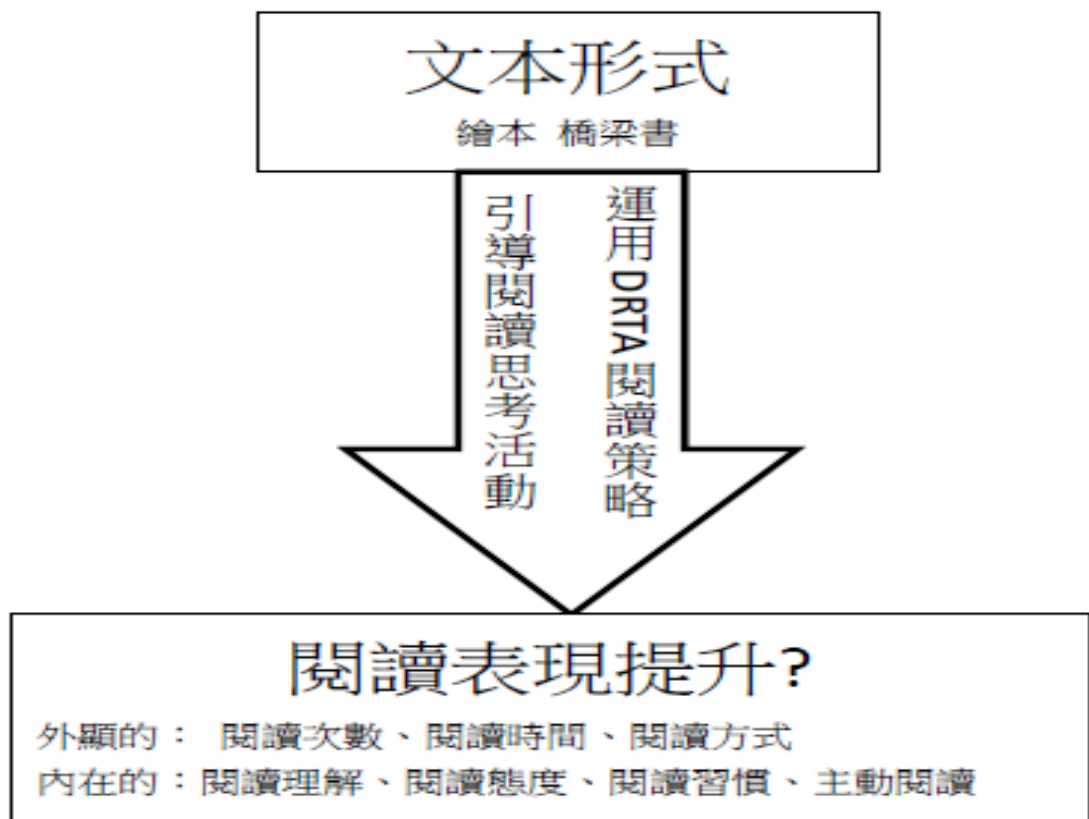 文本形式
繪本 橋梁書
運用DRTA閱讀策略
引導閱讀思考活動
閱讀表現提升?
外顯的： 閱讀次數、閱讀時間、閱讀方式
內在的：閱讀理解、閱讀態度、閱讀習慣、主動閱讀